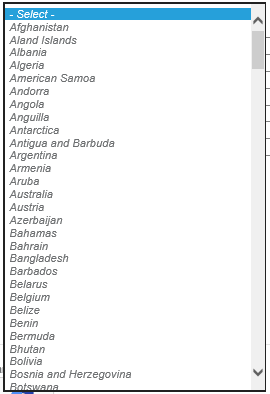 - Select -
Afghanistan
Aland Islands
Albania
Algeria
American Samoa
Andorra
Angola
Anguilla
Antarctica
Antigua and Barbuda
Argentina
Armenia
Aruba
Australia
Austria
Azerbaijan
Bahamas
Bahrain
Bangladesh
Barbados
Belarus
Belgium
Belize
Benin
Bermuda
Bhutan
Bolivia
Bosnia and Herzegovina
Botswana